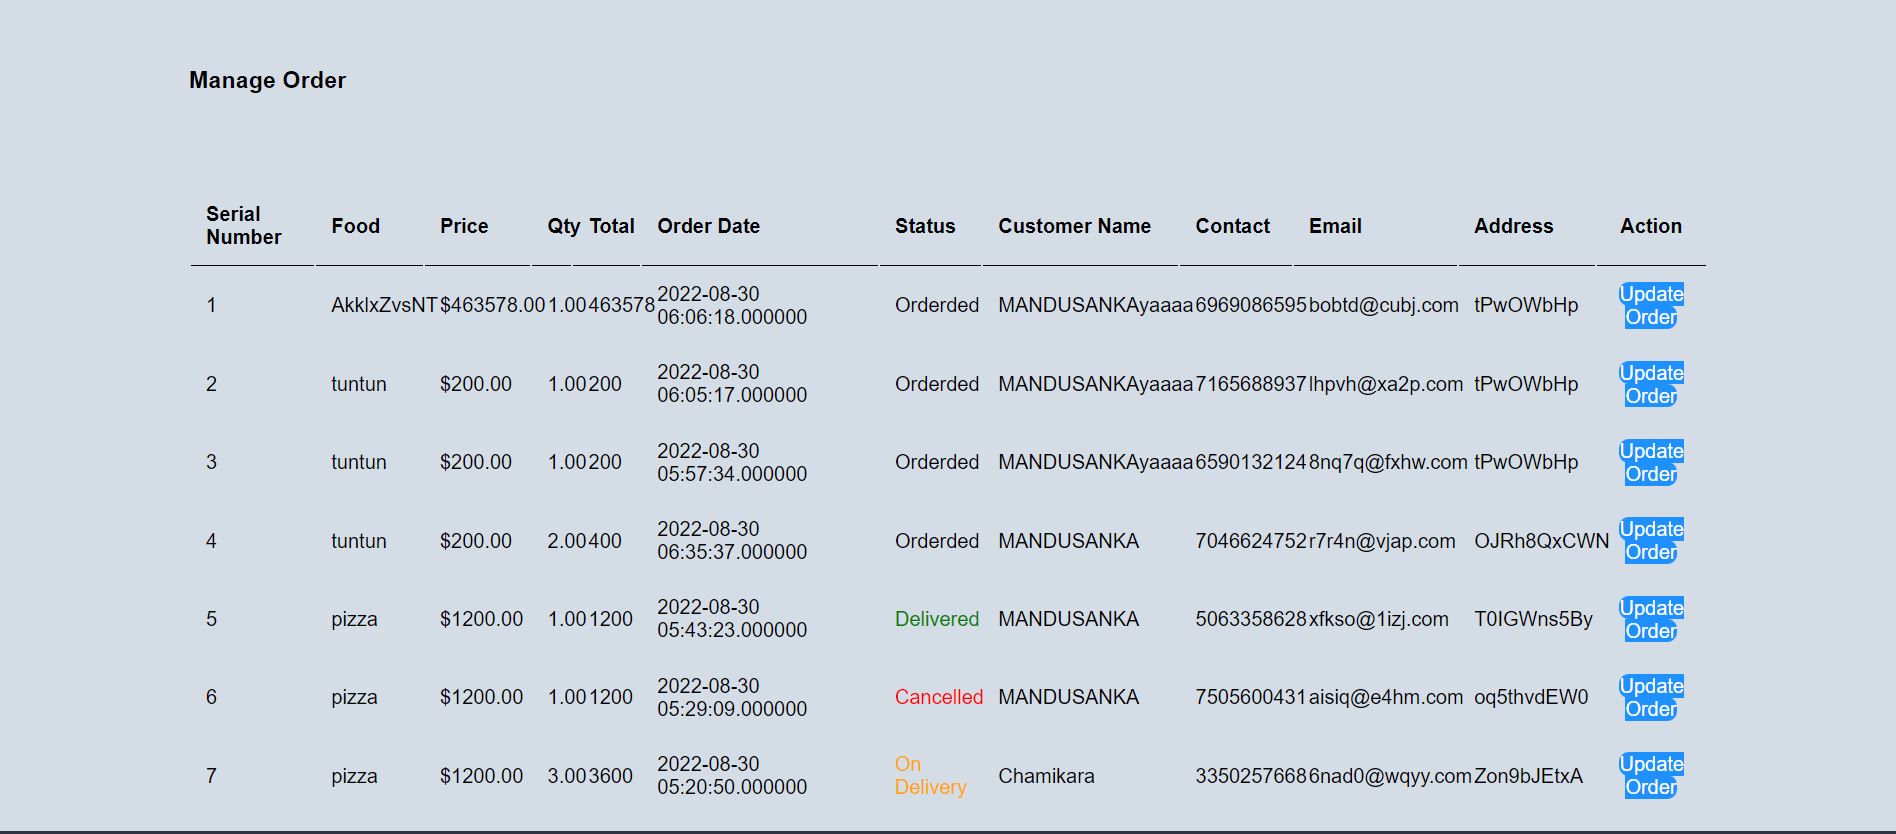 Manage Order
Serial Number Food Price Qty Total Order Date Status Customer Name Contact Email Address Action
1 AkklxZvsNT $463578.00 1.00 463578 2022-08-30 06:06:18.000000 Orderded MANDUSANKAyaaaa 6969086595 bobtd@cubj.com tPwOWbHp Update Order
2 tuntun $200.00 1.00 200 2022-08-30 06:05:17.000000 Orderded MANDUSANKAyaaaa 7165688937 lhpvh@xa2p.com tPwOWbHp Update Order
3 tuntun $200.00 1.00 200 2022-08-30 05:57:34.000000 Orderded MANDUSANKAyaaaa 6590132124 8nq7q@fxhw.com tPwOWbHp Update Order
4 tuntun $200.00 2.00 400 2022-08-30 06:35:37.000000 Orderded MANDUSANKA 7046624752 r7r4n@vjap.com OJRh8QxCWN Update Order
5 pizza $1200.00 1.00 1200 2022-08-30 05:43:23.000000 Delivered MANDUSANKA 5063358628 xfkso@1izj.com T0IGWns5By Update Order
6 pizza $1200.00 1.00 1200 2022-08-30 05:29:09.000000 Cancelled MANDUSANKA 7505600431 aisiq@e4hm.com oq5thvdEW0 Update Order
7 pizza $1200.00 3.00 3600 2022-08-30 05:20:50.000000 On Delivery Chamikara 3350257668 6nad0@wqyy.com Zon9bJEtxA Update Order